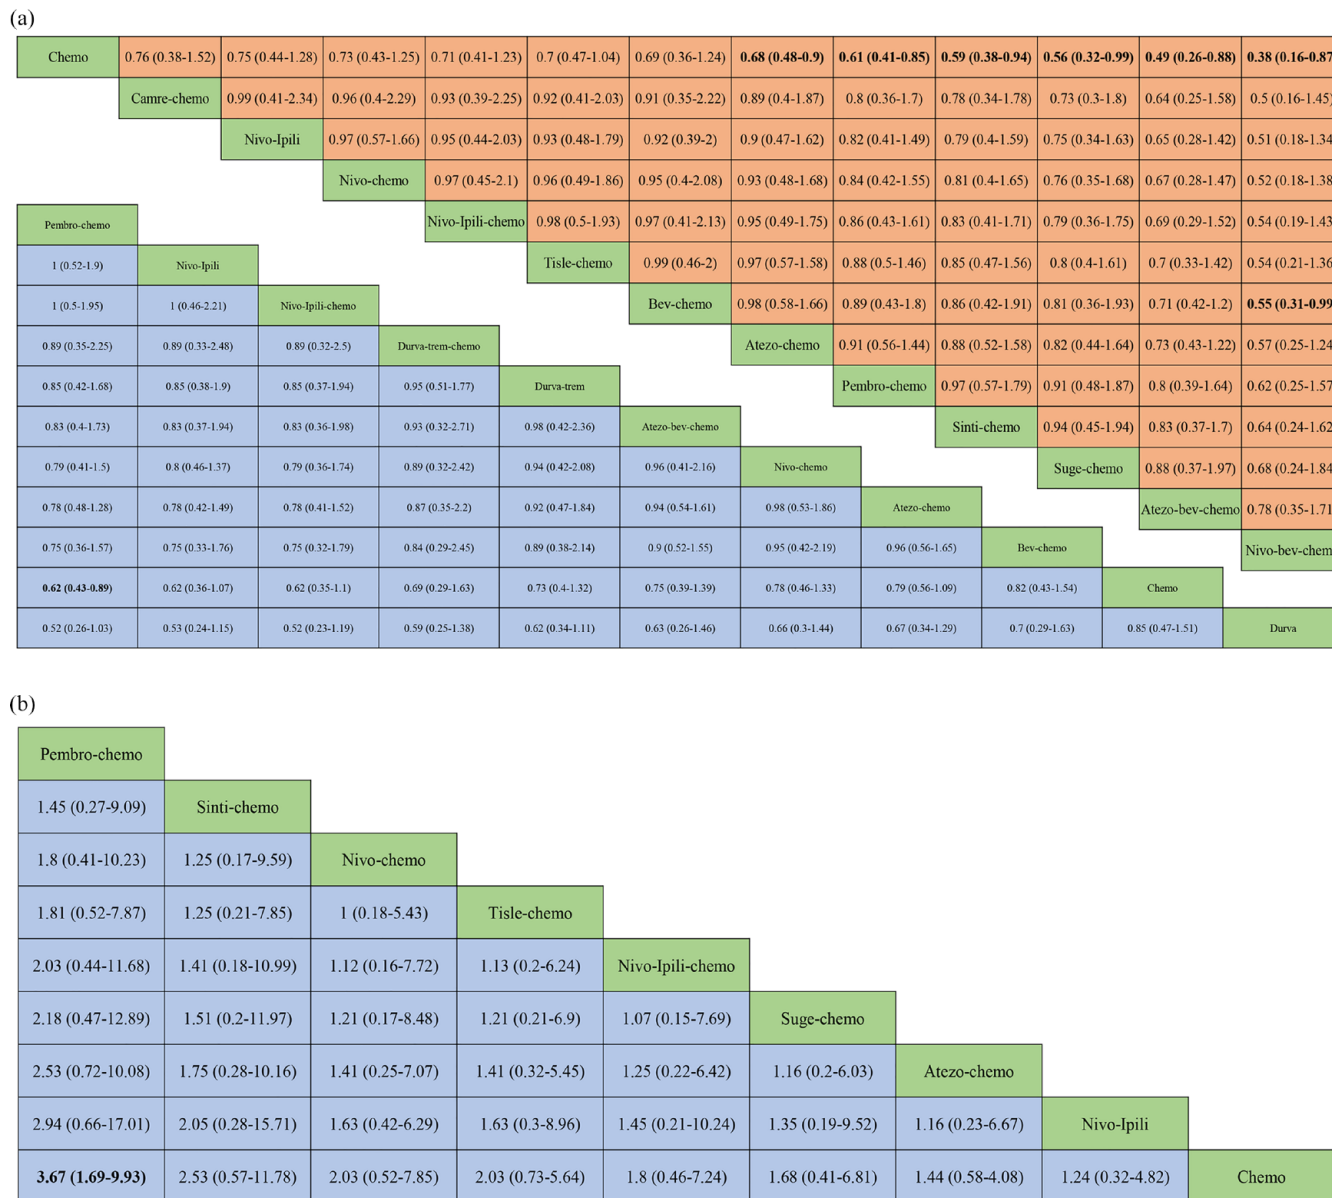 (a)
Chemo 0.76 (0.38-1.52) 0.75 (0.44-1.28) 0.73 (0.43-1.25) 0.71 (0.41-1.23) 0.7 (0.47-1.04) 0.69 (0.36-1.24) 0.68 (0.48-0.9) 0.61 (0.41-0.85) 0.59 (0.38-0.94) 0.56 (0.32-0.99) 0.49 (0.26-0.88) 0.38 (0.16-0.87
Camre-chemo 0.99 (0.41-2.34) 0.96 (0.4-2.29) 0.93 (0.39-2.25) 0.92 (0.41-2.03) 0.91 (0.35-2.22) 0.89 (0.4-1.87) 0.8 (0.36-1.7) 0.78 (0.34-1.78) 0.73 (0.3-1.8) 0.64 (0.25-1.58) 0.5 (0.16-1.45)
Nivo-Ipili 0.97 (0.57-1.66) 0.95 (0.44-2.03) 0.93 (0.48-1.79) 0.92 (0.39-2) 0.9 (0.47-1.62) 0.82 (0.41-1.49) 0.79 (0.4-1.59) 0.75 (0.34-1.63) 0.65 (0.28-1.42) 0.51 (0.18-1.34
Nivo-chemo 0.97 (0.45-2.1) 0.96 (0.49-1.86) 0.95 (0.4-2.08) 0.93 (0.48-1.68) 0.84 (0.42-1.55) 0.81 (0.4-1.65) 0.76 (0.35-1.68) 0.67 (0.28-1.47) 0.52 (0.18-1.38
Pembro-chemo Nivo-Ipili-chemo 0.98 (0.5-1.93) 0.97 (0.41-2.13) 0.95 (0.49-1.75) 0.86 (0.43-1.61) 0.83 (0.41-1.71) 0.79 (0.36-1.75) 0.69 (0.29-1.52) 0.54 (0.19-1.43
1 (0.52-1.9) Nivo-Ipili Tisle-chemo 0.99 (0.46-2) 0.97 (0.57-1.58) 0.88 (0.5-1.46) 0.85 (0.47-1.56) 0.8 (0.4-1.61) 0.7 (0.33-1.42) 0.54 (0.21-1.36
1 (0.5-1.95) 1 (0.46-2.21) Nivo-Ipili-chemo Bev-chemo 0.98 (0.58-1.66) 0.89 (0.43-1.8) 0.86 (0.42-1.91) 0.81 (0.36-1.93) 0.71 (0.42-1.2) 0.55 (0.31-0.99
0.89 (0.35-2.25) 0.89 (0.33-2.48) 0.89 (0.32-2.5) Durva-trem-chemo Atezo-chemo 0.91 (0.56-1.44) 0.88 (0.52-1.58) 0.82 (0.44-1.64) 0.73 (0.43-1.22) 0.57 (0.25-1.24
0.85 (0.42-1.68) 0.85 (0.38-1.9) 0.85 (0.37-1.94) 0.95 (0.51-1.77) Durva-trem Pembro-chemo 0.97 (0.57-1.79) 0.91 (0.48-1.87) 0.8 (0.39-1.64) 0.62 (0.25-1.57
0.83 (0.4-1.73) 0.83 (0.37-1.94) 0.83 (0.36-1.98) 0.93 (0.32-2.71) 0.98 (0.42-2.36) Atezo-bev-chemo Sinti-chemo 0.94 (0.45-1.94) 0.83 (0.37-1.7) 0.64 (0.24-1.62
0.79 (0.41-1.5) 0.8 (0.46-1.37) 0.79 (0.36-1.74) 0.89 (0.32-2.42) 0.94 (0.42-2.08) 0.96 (0.41-2.16) Nivo-chemo Suge-chemo 0.88 (0.37-1.97) 0.68 (0.24-1.84
0.78 (0.48-1.28) 0.78 (0.42-1.49) 0.78 (0.41-1.52) 0.87 (0.35-2.2) 0.92 (0.47-1.84) 0.94 (0.54-1.61) 0.98 (0.53-1.86) Atezo-chemo Atezo-bev-chemo 0.78 (0.35-1.71
0.75 (0.36-1.57) 0.75 (0.33-1.76) 0.75 (0.32-1.79) 0.84 (0.29-2.45) 0.89 (0.38-2.14) 0.9 (0.52-1.55) 0.95 (0.42-2.19) 0.96 (0.56-1.65) Bev-chemo Nivo-bev-chem
0.62 (0.43-0.89) 0.62 (0.36-1.07) 0.62 (0.35-1.1) 0.69 (0.29-1.63) 0.73 (0.4-1.32) 0.75 (0.39-1.39) 0.78 (0.46-1.33) 0.79 (0.56-1.09) 0.82 (0.43-1.54) Chemo
0.52 (0.26-1.03) 0.53 (0.24-1.15) 0.52 (0.23-1.19) 0.59 (0.25-1.38) 0.62 (0.34-1.11) 0.63 (0.26-1.46) 0.66 (0.3-1.44) 0.67 (0.34-1.29) 0.7 (0.29-1.63) 0.85 (0.47-1.51) Durva
(b)
Pembro-chemo
1.45 (0.27-9.09) Sinti-chemo
1.8 (0.41-10.23) 1.25 (0.17-9.59) Nivo-chemo
1.81 (0.52-7.87) 1.25 (0.21-7.85) 1 (0.18-5.43) Tisle-chemo
2.03 (0.44-11.68) 1.41 (0.18-10.99) 1.12 (0.16-7.72) 1.13 (0.2-6.24) Nivo-Ipili-chemo
2.18 (0.47-12.89) 1.51 (0.2-11.97) 1.21 (0.17-8.48) 1.21 (0.21-6.9) 1.07 (0.15-7.69) Suge-chemo
2.53 (0.72-10.08) 1.75 (0.28-10.16) 1.41 (0.25-7.07) 1.41 (0.32-5.45) 1.25 (0.22-6.42) 1.16 (0.2-6.03) Atezo-chemo
2.94 (0.66-17.01) 2.05 (0.28-15.71) 1.63 (0.42-6.29) 1.63 (0.3-8.96) 1.45 (0.21-10.24) 1.35 (0.19-9.52) 1.16 (0.23-6.67) Nivo-Ipili
3.67 (1.69-9.93) 2.53 (0.57-11.78) 2.03 (0.52-7.85) 2.03 (0.73-5.64) 1.8 (0.46-7.24) 1.68 (0.41-6.81) 1.44 (0.58-4.08) 1.24 (0.32-4.82) Chemo